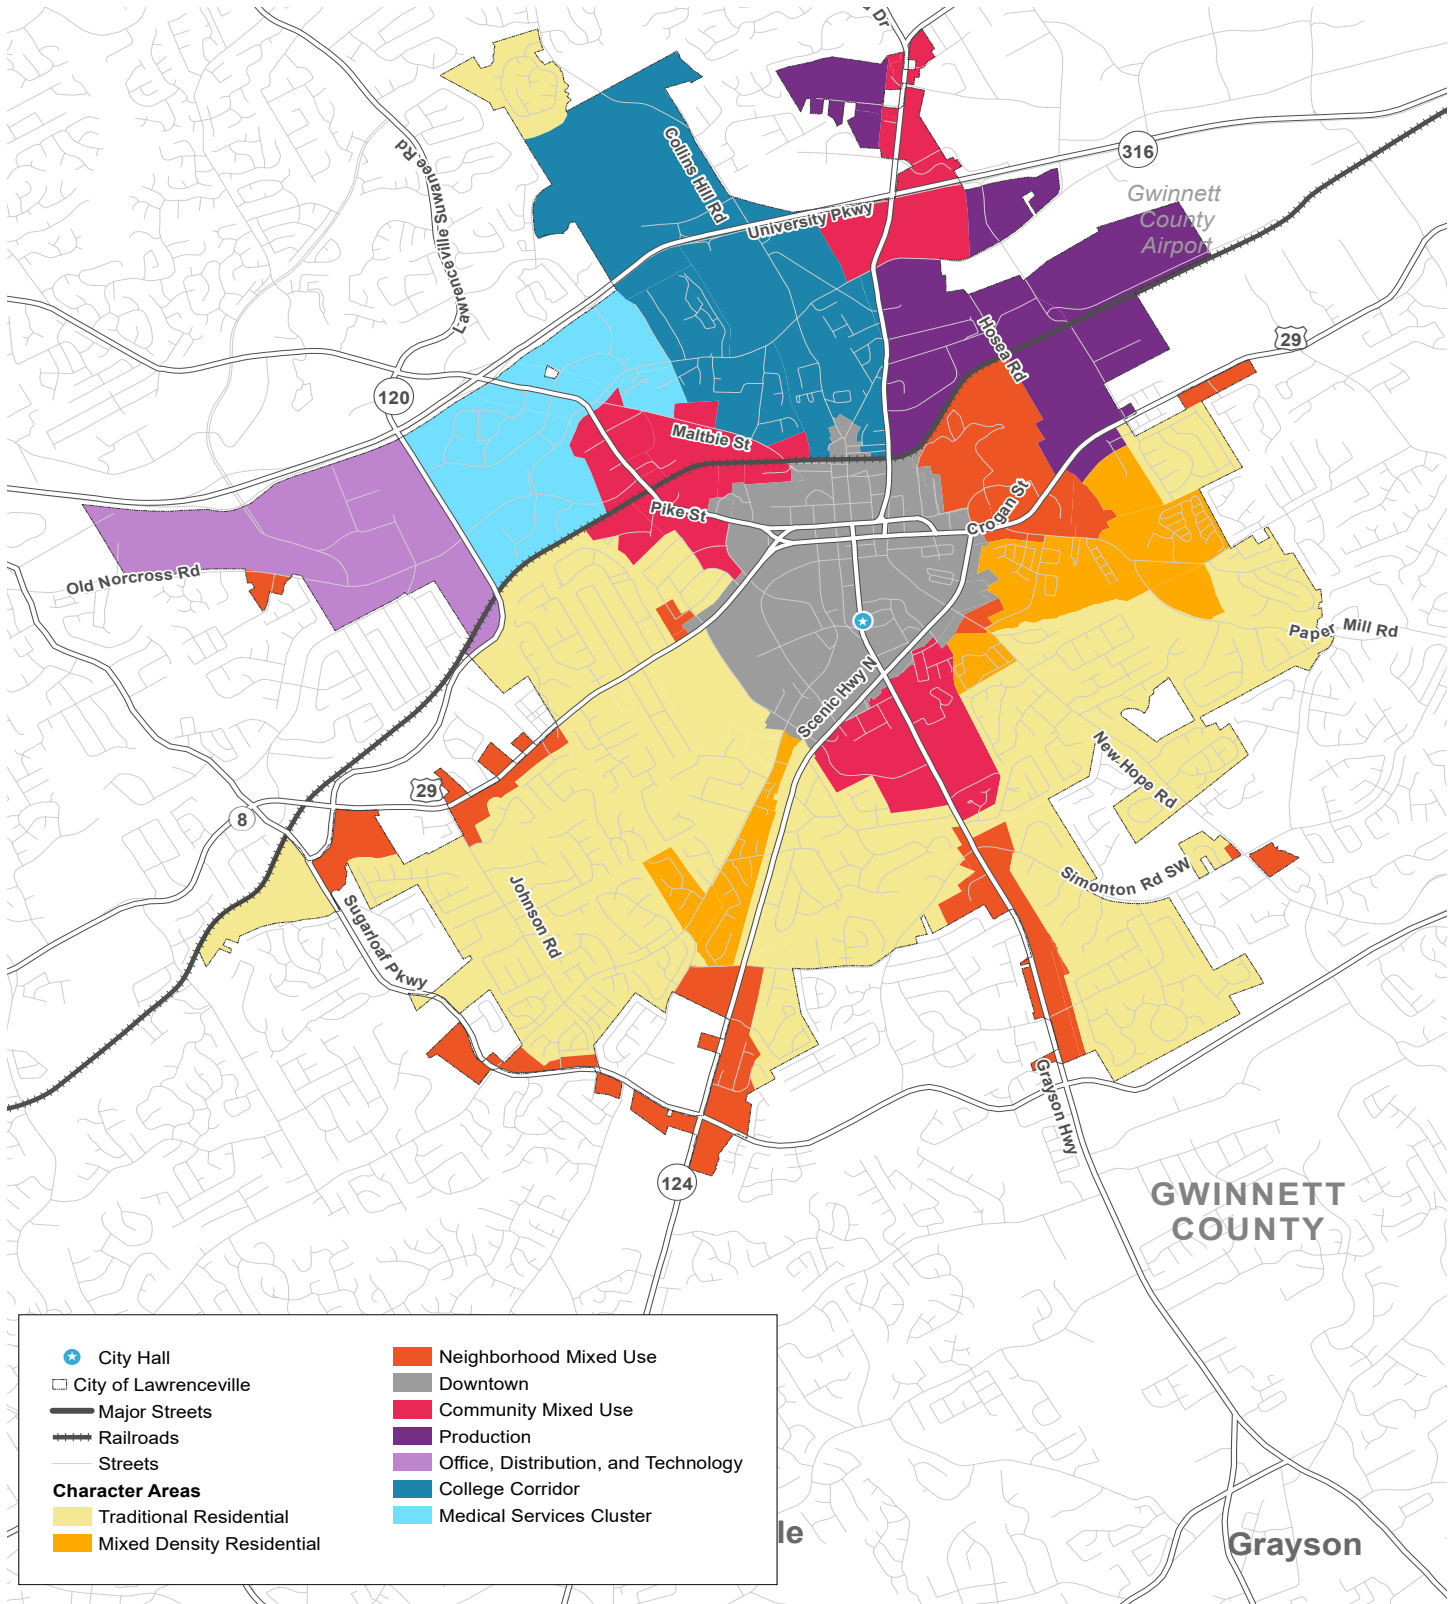 Dr
Collins Hill Rd
Lawrenceville Suwanee Rd
316
Gwinnett
County
Airport
University Pkwy
Hosea Rd
29
120
Maltbie St
Pike St
Crogan St
Old Norcross Rd
Paper Mill Rd
Scenic Hwy N
New Hope Rd
29
8
Simonton Rd SW
Johnson Rd
Sugarloaf Pkwy
Grayson Hwy
124
GWINNETT
COUNTY
City Hall
City of Lawrenceville
Major Streets
Railroads
Streets
Character Areas
Traditional Residential
Mixed Density Residential
Neighborhood Mixed Use
Downtown
Community Mixed Use
Production
Office, Distribution, and Technology
College Corridor
Medical Services Cluster
le
Grayson